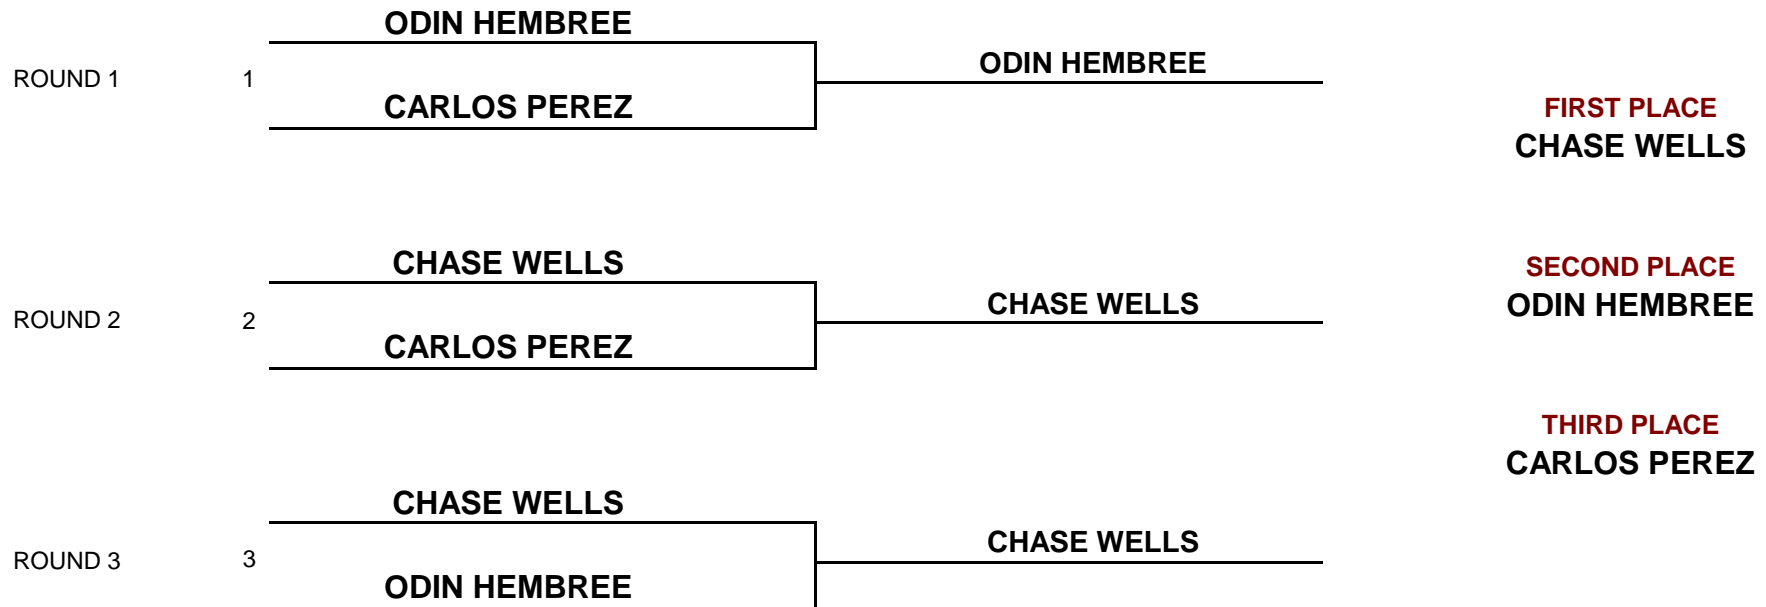 ODIN HEMBREE
ROUND 1
1
ODIN HEMBREE
CARLOS PEREZ
FIRST PLACE
CHASE WELLS
CHASE WELLS
SECOND PLACE
ROUND 2
2
CHASE WELLS
ODIN HEMBREE
CARLOS PEREZ
THIRD PLACE
CARLOS PEREZ
CHASE WELLS
ROUND 3
3
CHASE WELLS
ODIN HEMBREE